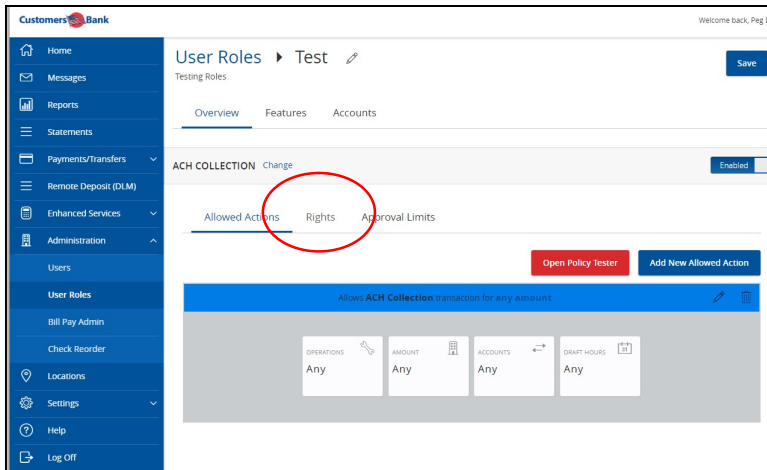 Customers Bank
Welcome back, Peg
Home
Messages
Reports
Statements
Payments/Transfers
Remote Deposit (DLM)
Enhanced Services
Administration
Users
User Roles
Bill Pay Admin
Check Reorder
Locations
Settings
Help
Log Off
User Roles Test
Testing Roles
Save
Overview Features Accounts
ACH COLLECTION Change
Enabled
Allowed Actions Rights Approval Limits
Open Policy Tester Add New Allowed Action
Allows ACH Collection transaction for any amount
OPERATIONS AMOUNT ACCOUNTS DRAFT HOURS 31
Any Any Any Any